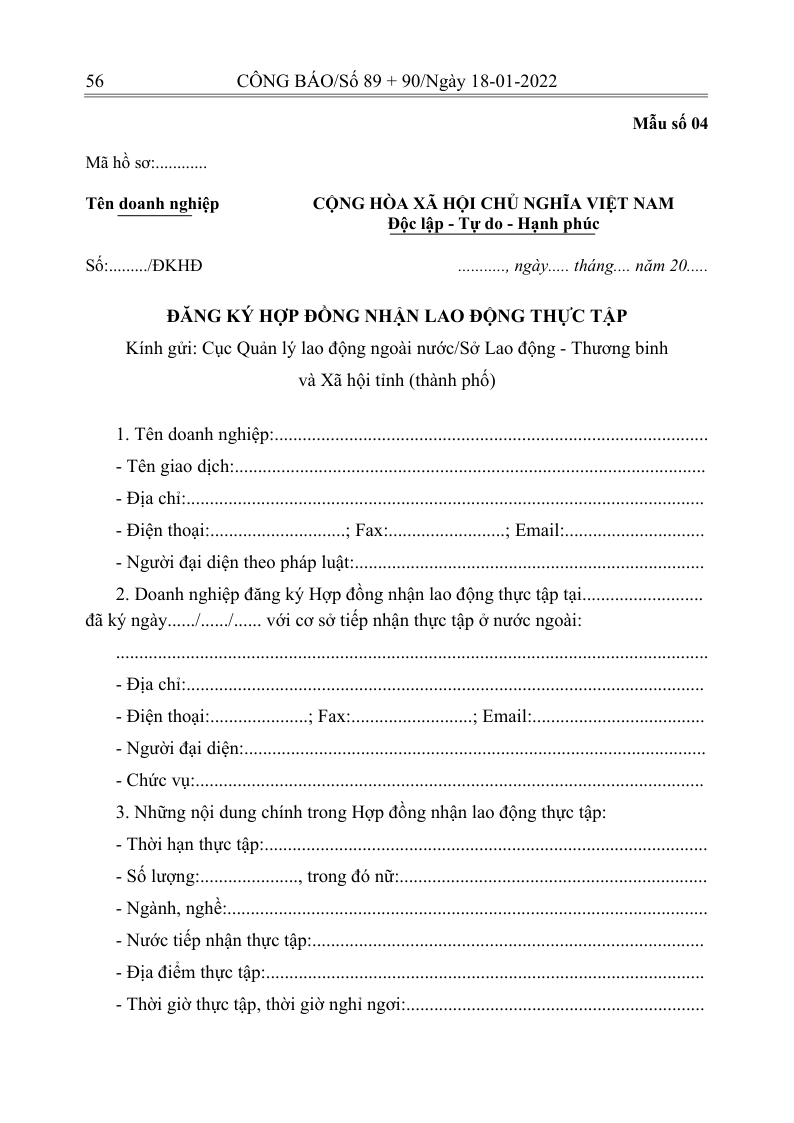 56 CÔNG BÁO/Số 89 + 90/Ngày 18-01-2022
Mẫu số 04
Mã hồ sơ:............
Tên doanh nghiệp CỘNG HÒA XÃ HỘI CHỦ NGHĨA VIỆT NAM
Độc lập - Tự do - Hạnh phúc
Số:........./ĐKHĐ ..........., ngày..... tháng.... năm 20.....
ĐĂNG KÝ HỢP ĐỒNG NHẬN LAO ĐỘNG THỰC TẬP
Kính gửi: Cục Quản lý lao động ngoài nước/Sở Lao động - Thương binh
và Xã hội tỉnh (thành phố)
1. Tên doanh nghiệp:.............................................................................................
- Tên giao dịch:.....................................................................................................
- Địa chỉ:...............................................................................................................
- Điện thoại:.............................; Fax:.........................; Email:..............................
- Người đại diện theo pháp luật:...........................................................................
2. Doanh nghiệp đăng ký Hợp đồng nhận lao động thực tập tại..........................
đã ký ngày....../....../...... với cơ sở tiếp nhận thực tập ở nước ngoài:
...............................................................................................................................
- Địa chỉ:...............................................................................................................
- Điện thoại:.....................; Fax:..........................; Email:.....................................
- Người đại diện:...................................................................................................
- Chức vụ:.............................................................................................................
3. Những nội dung chính trong Hợp đồng nhận lao động thực tập:
- Thời hạn thực tập:...............................................................................................
- Số lượng:....................., trong đó nữ:..................................................................
- Ngành, nghề:.......................................................................................................
- Nước tiếp nhận thực tập:....................................................................................
- Địa điểm thực tập:..............................................................................................
- Thời giờ thực tập, thời giờ nghỉ ngơi:................................................................